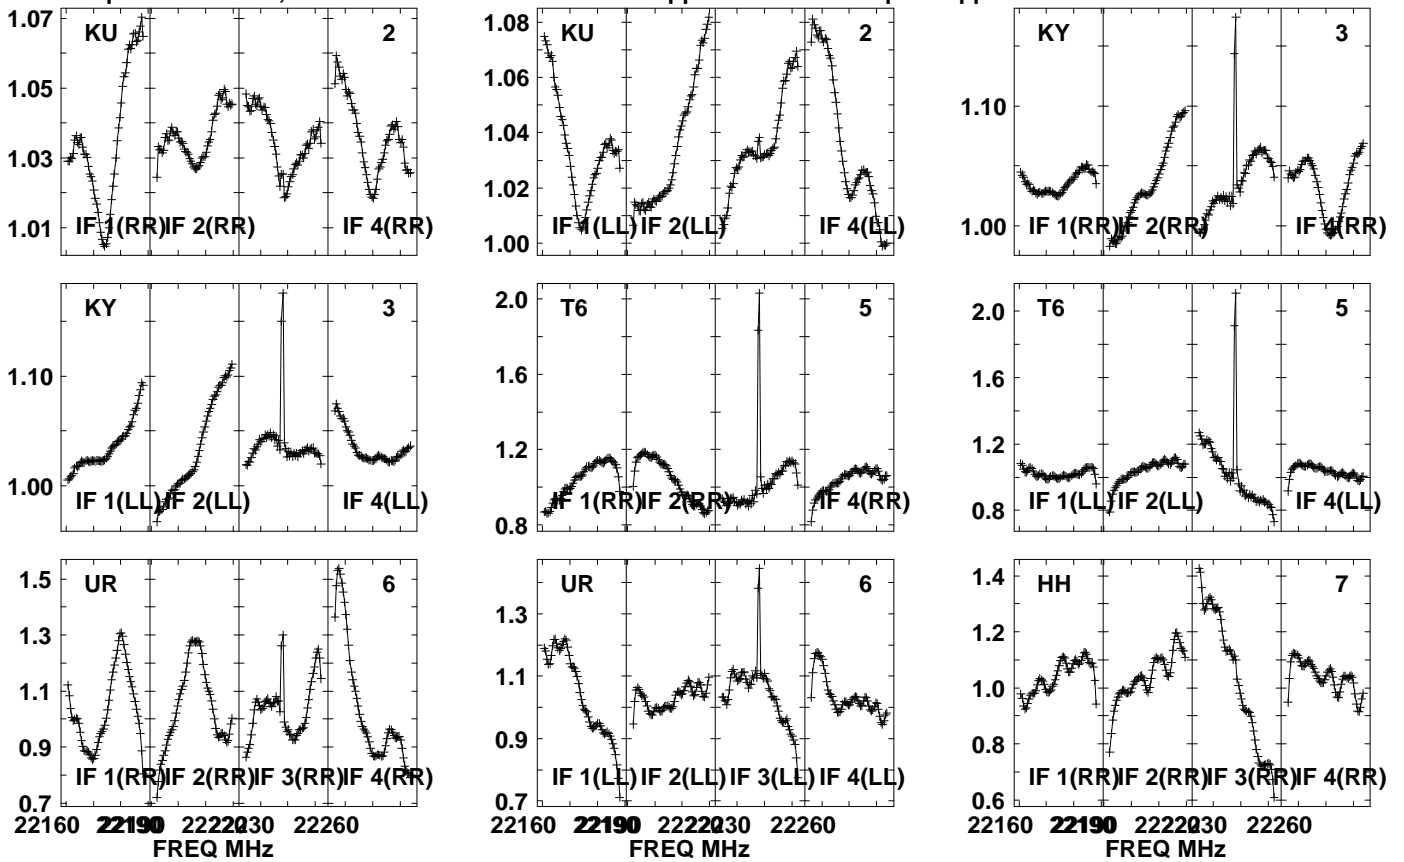 1.07 KU 2
1.05
1.03
1.01 IF 1(RR) IF 2(RR) IF 4(RR)
1.08 KU 2
1.06
1.04
1.02
1.00 IF 1(LL) IF 2(LL) IF 4(LL)
KY 3
1.10
1.00 IF 1(RR) IF 2(RR) IF 4(RR)
KY 3
1.10
1.00 IF 1(LL) IF 2(LL) IF 4(LL)
2.0 T6 5
1.6
1.2
0.8 IF 1(RR) IF 2(RR) IF 4(RR)
2.0 T6 5
1.6
1.2
1.0
0.8 IF 1(LL) IF 2(LL) IF 4(LL)
1.5 UR 6
1.3
1.1
0.9
0.7 IF 1(RR) IF 2(RR) IF 3(RR) IF 4(RR)
22160 22190 22230 22260
FREQ MHz
UR 6
1.3
1.1
0.9
0.7 IF 1(LL) IF 2(LL) IF 3(LL) IF 4(LL)
22160 22190 22230 22260
FREQ MHz
1.4 HH 7
1.2
1.0
0.8
0.6 IF 1(RR) IF 2(RR) IF 3(RR) IF 4(RR)
22160 22190 22230 22260
FREQ MHz